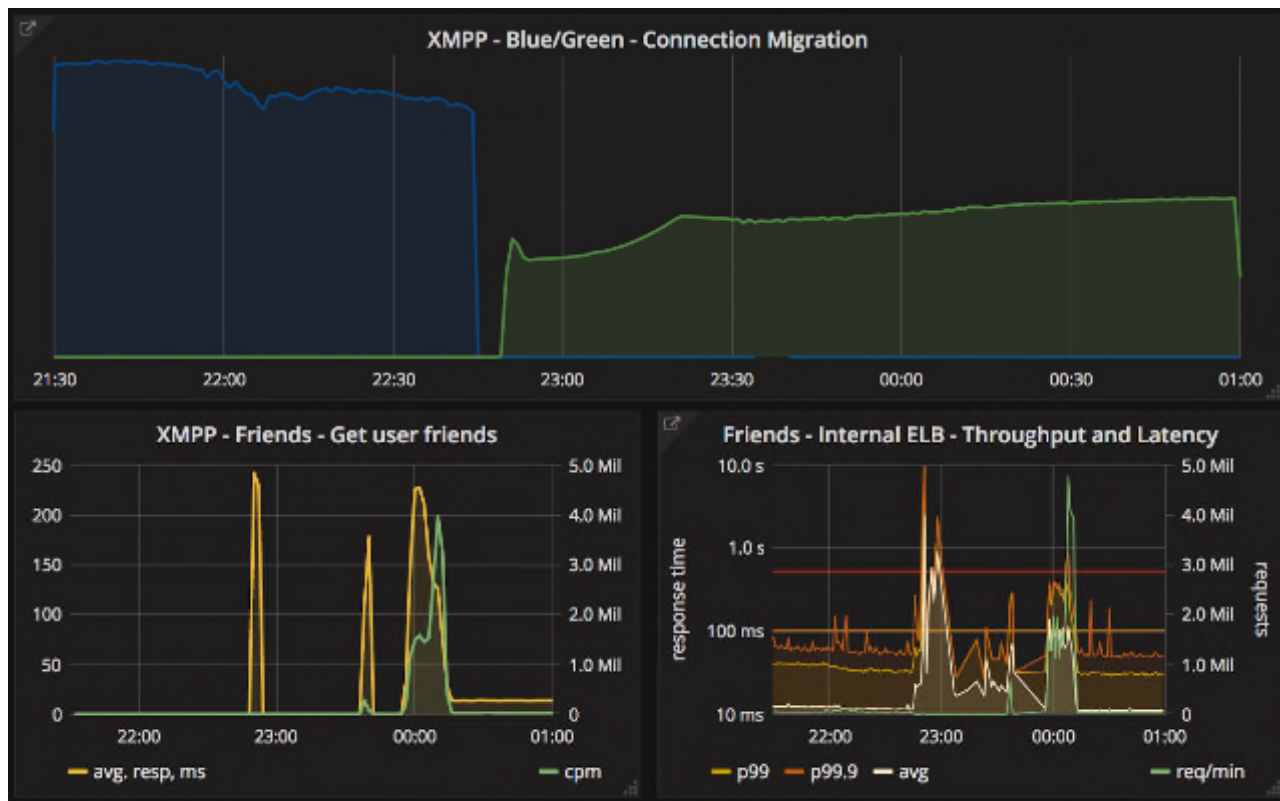 XMPP - Blue/Green - Connection Migration
21:30 22:00 22:30 23:00 23:30 00:00 00:30 01:00
XMPP - Friends - Get user friends
250 5.0 Mil
200 4.0 Mil
150 3.0 Mil
100 2.0 Mil
50 1.0 Mil
0 0
22:00 23:00 00:00 01:00
avg. resp, ms cpm
Friends - Internal ELB - Throughput and Latency
response time
10.0 s 5.0 Mil
4.0 Mil
1.0 s
3.0 Mil
2.0 Mil
100 ms
1.0 Mil
10 ms 0
requests
22:00 23:00 00:00 01:00
p99 p99.9 avg req/min